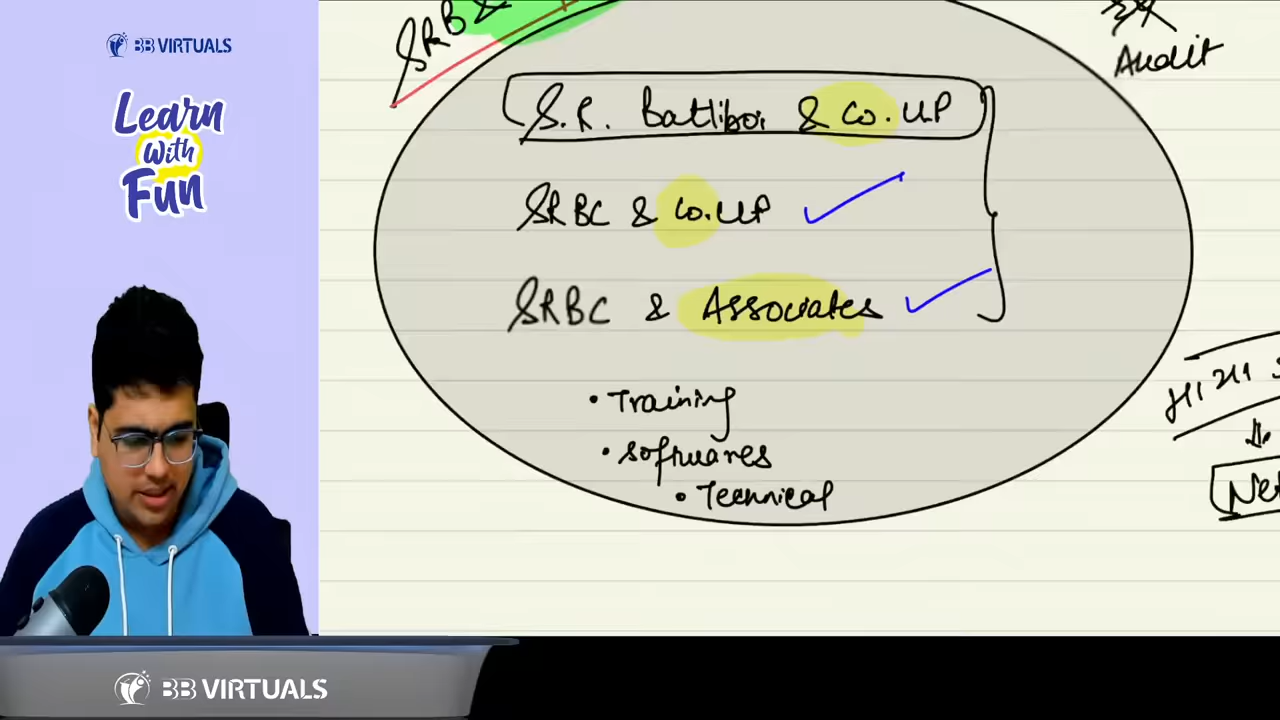 BB VIRTUALS
Learn
With
Fun
SRB &
Audit
S.R. Batliboi & Co. LLP
SRBC & Co. LLP
SRBC & Associates
• Training
• Softwares
• Technical
BB VIRTUALS